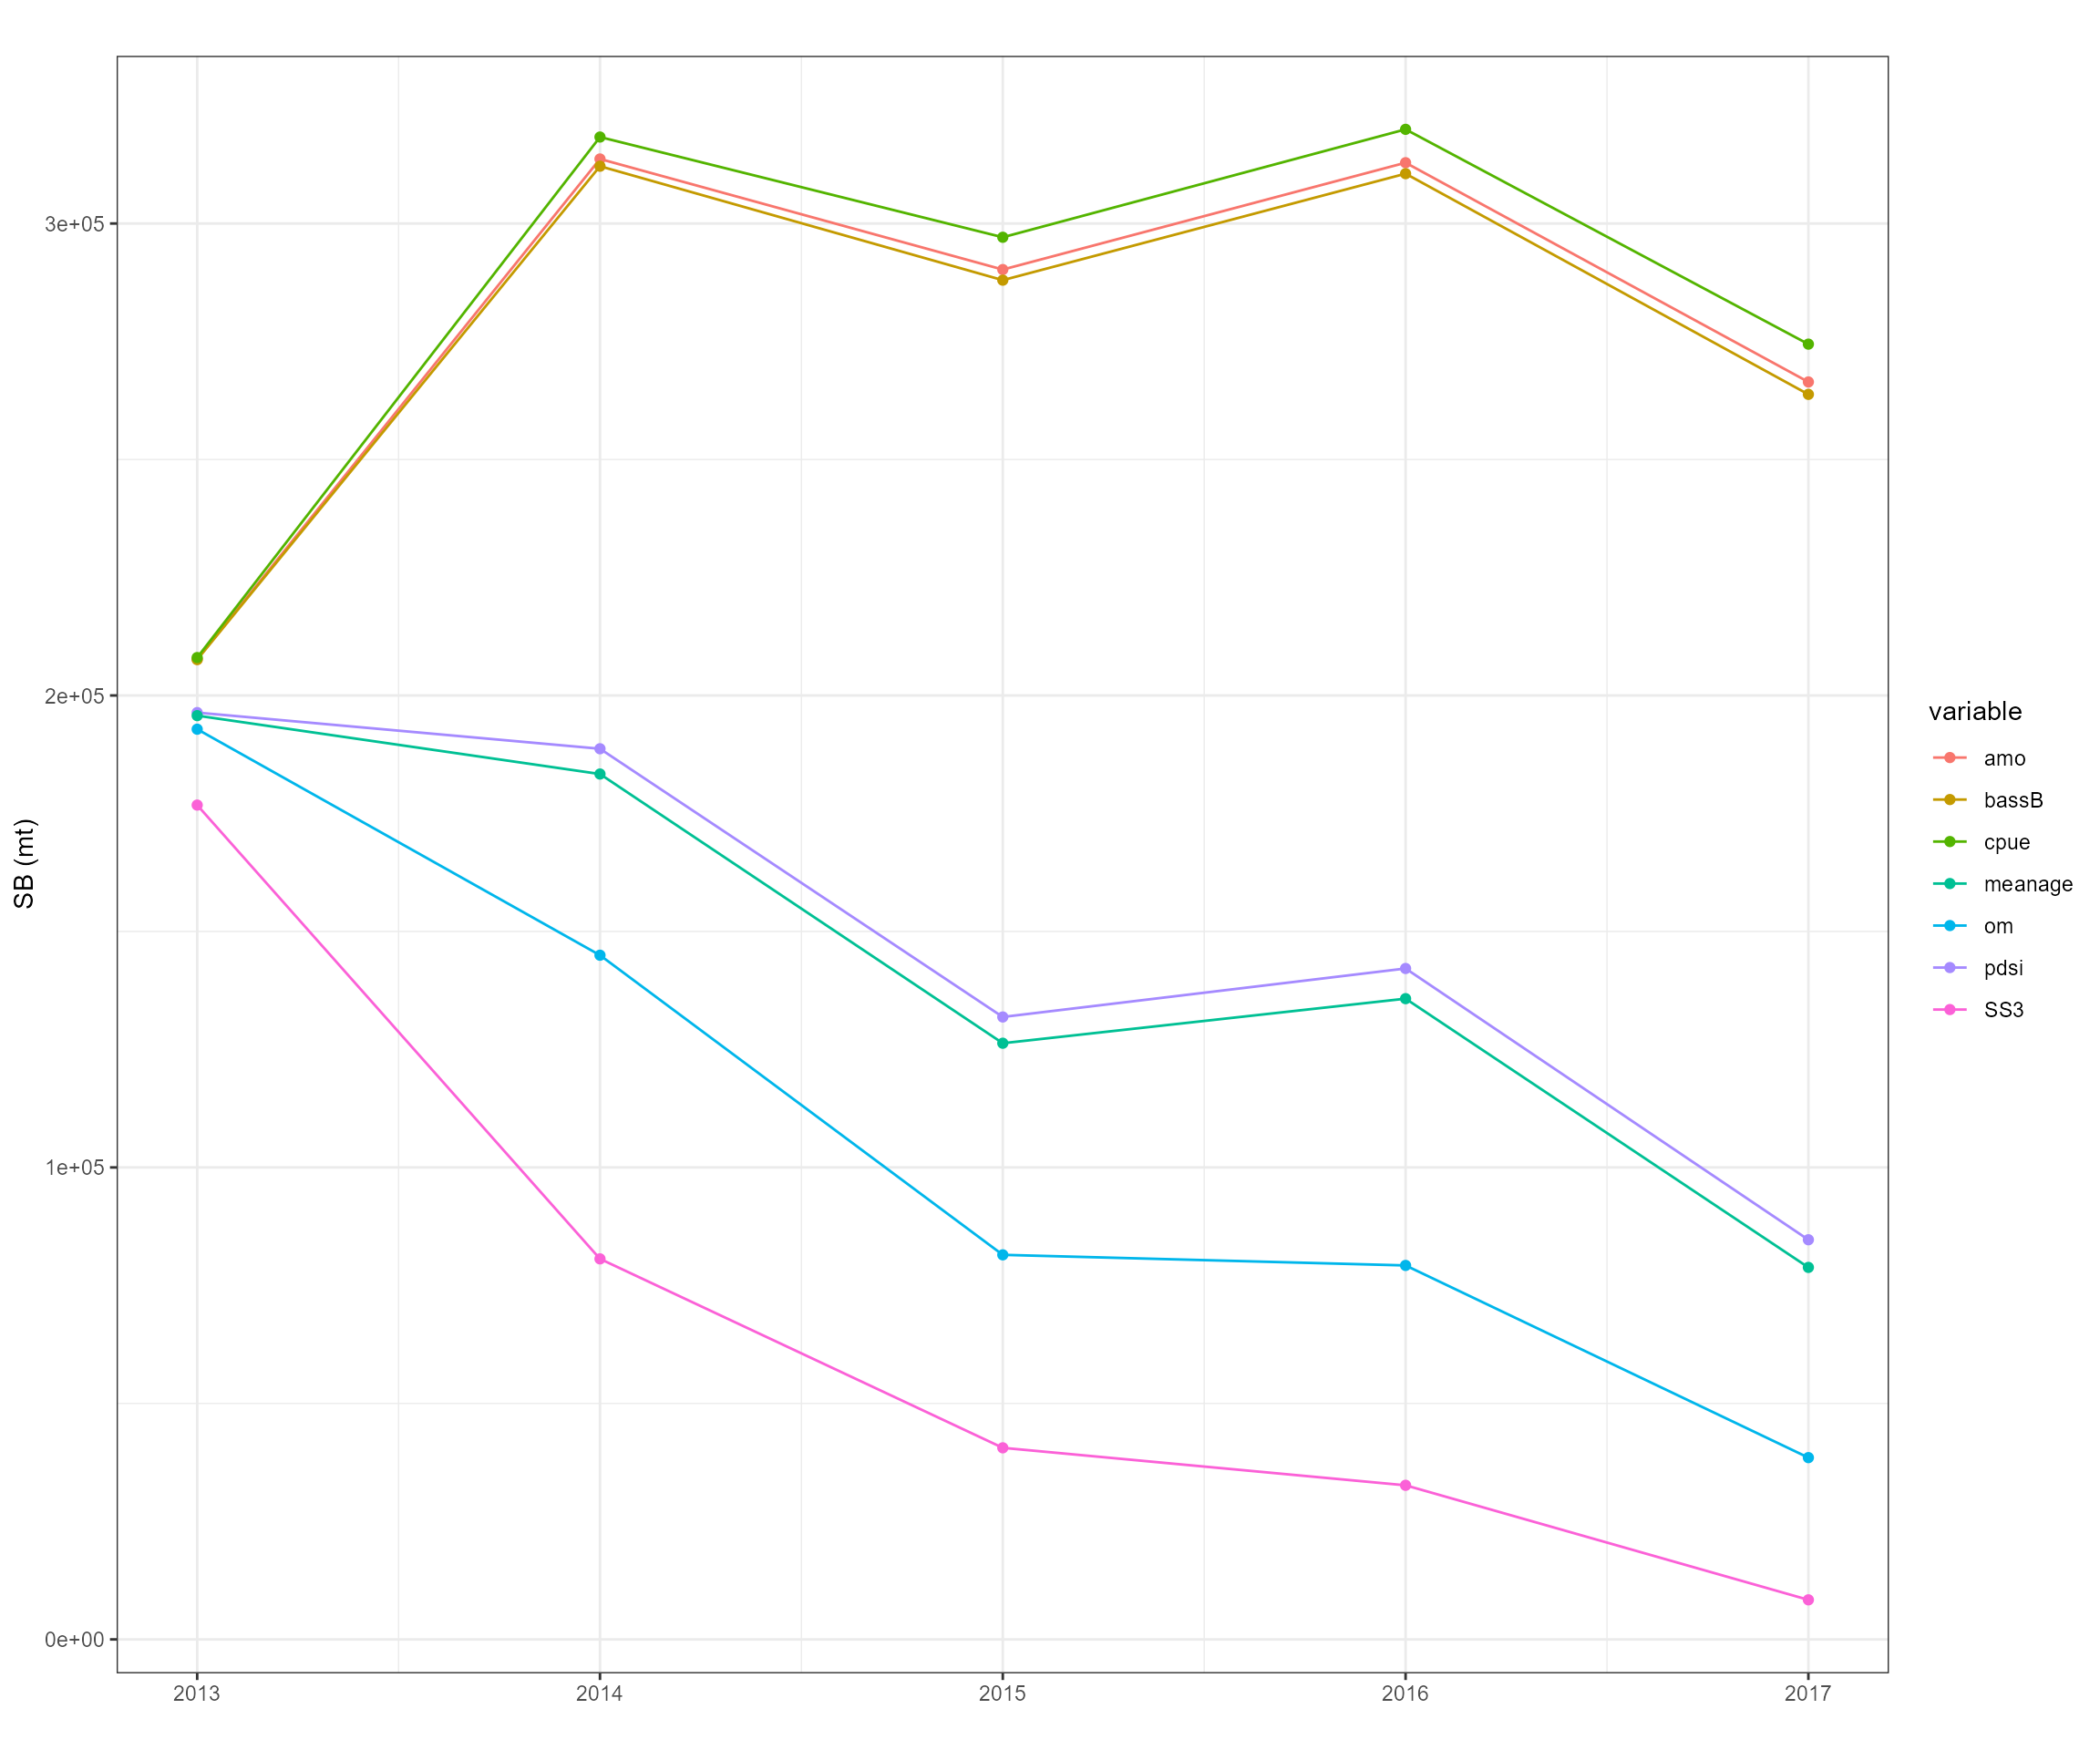 SB (mt)
3e+05
2e+05
1e+05
0e+00
2013 2014 2015 2016 2017
variable
amo
bassB
cpue
meanage
om
pdsi
SS3